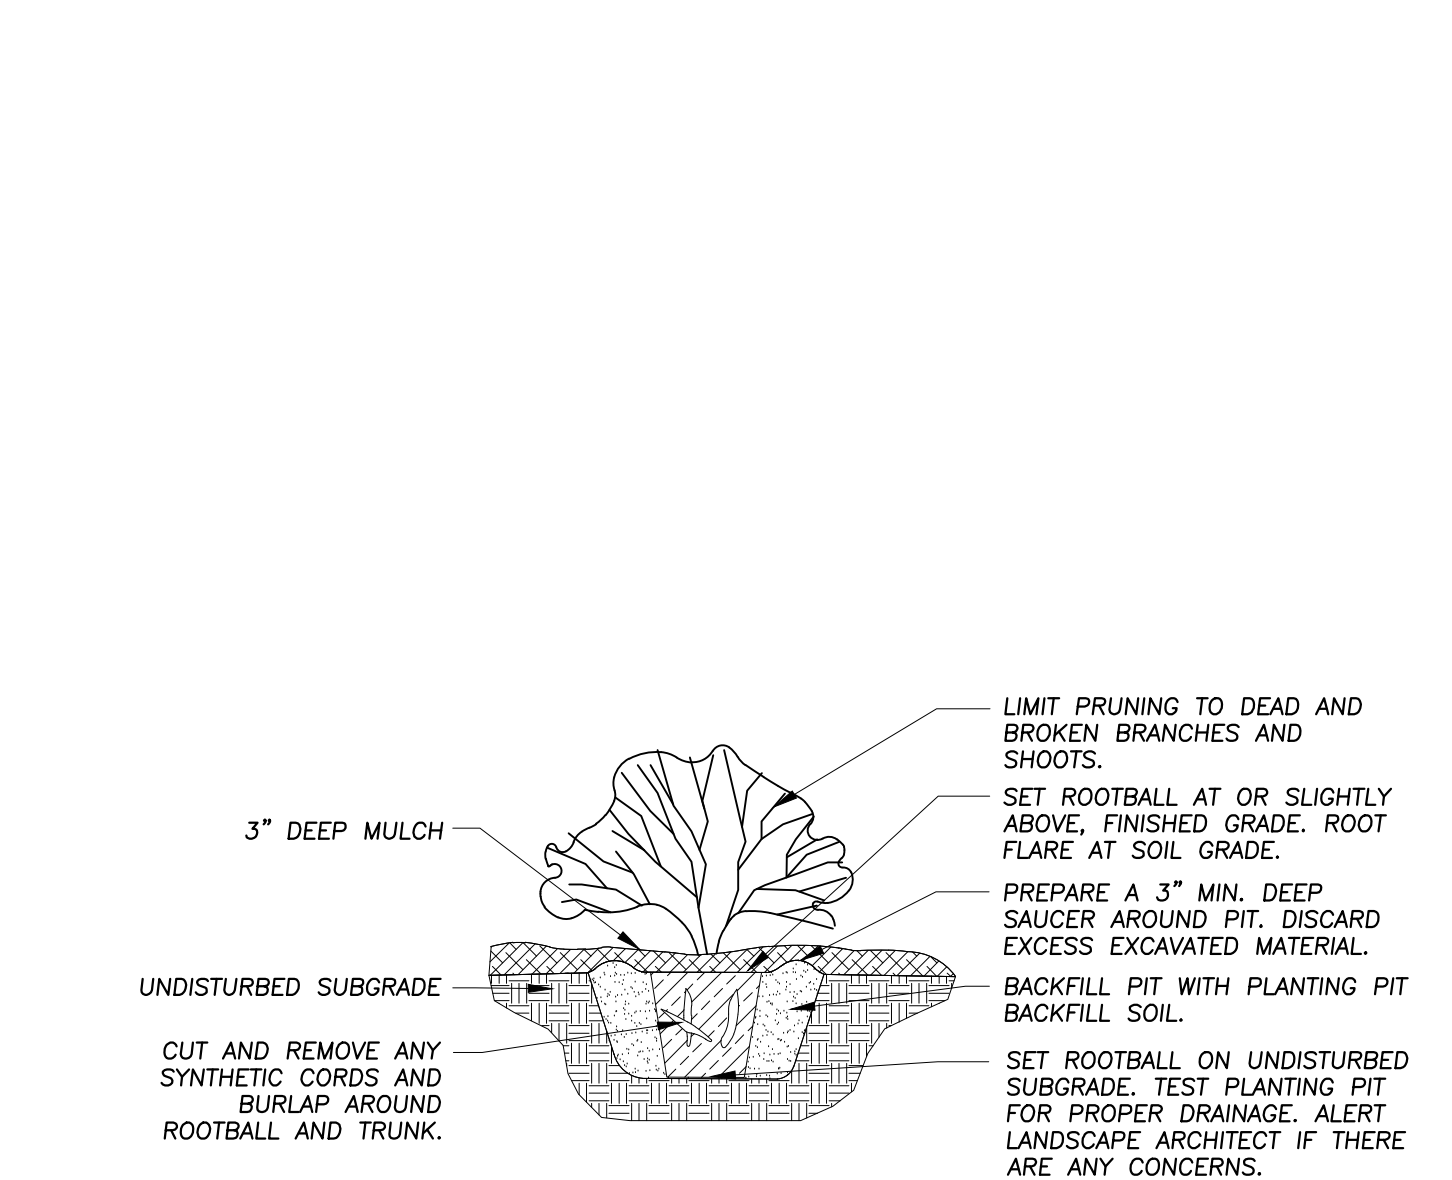 LIMIT PRUNING TO DEAD AND
BROKEN BRANCHES AND
SHOOTS.
SET ROOTBALL AT OR SLIGHTLY
ABOVE, FINISHED GRADE. ROOT
FLARE AT SOIL GRADE.
3” DEEP MULCH
PREPARE A 3” MIN. DEEP
SAUCER AROUND PIT. DISCARD
EXCESS EXCAVATED MATERIAL.
UNDISTURBED SUBGRADE
BACKFILL PIT WITH PLANTING PIT
BACKFILL SOIL.
CUT AND REMOVE ANY
SYNTHETIC CORDS AND
BURLAP AROUND
ROOTBALL AND TRUNK.
SET ROOTBALL ON UNDISTURBED
SUBGRADE. TEST PLANTING PIT
FOR PROPER DRAINAGE. ALERT
LANDSCAPE ARCHITECT IF THERE
ARE ANY CONCERNS.